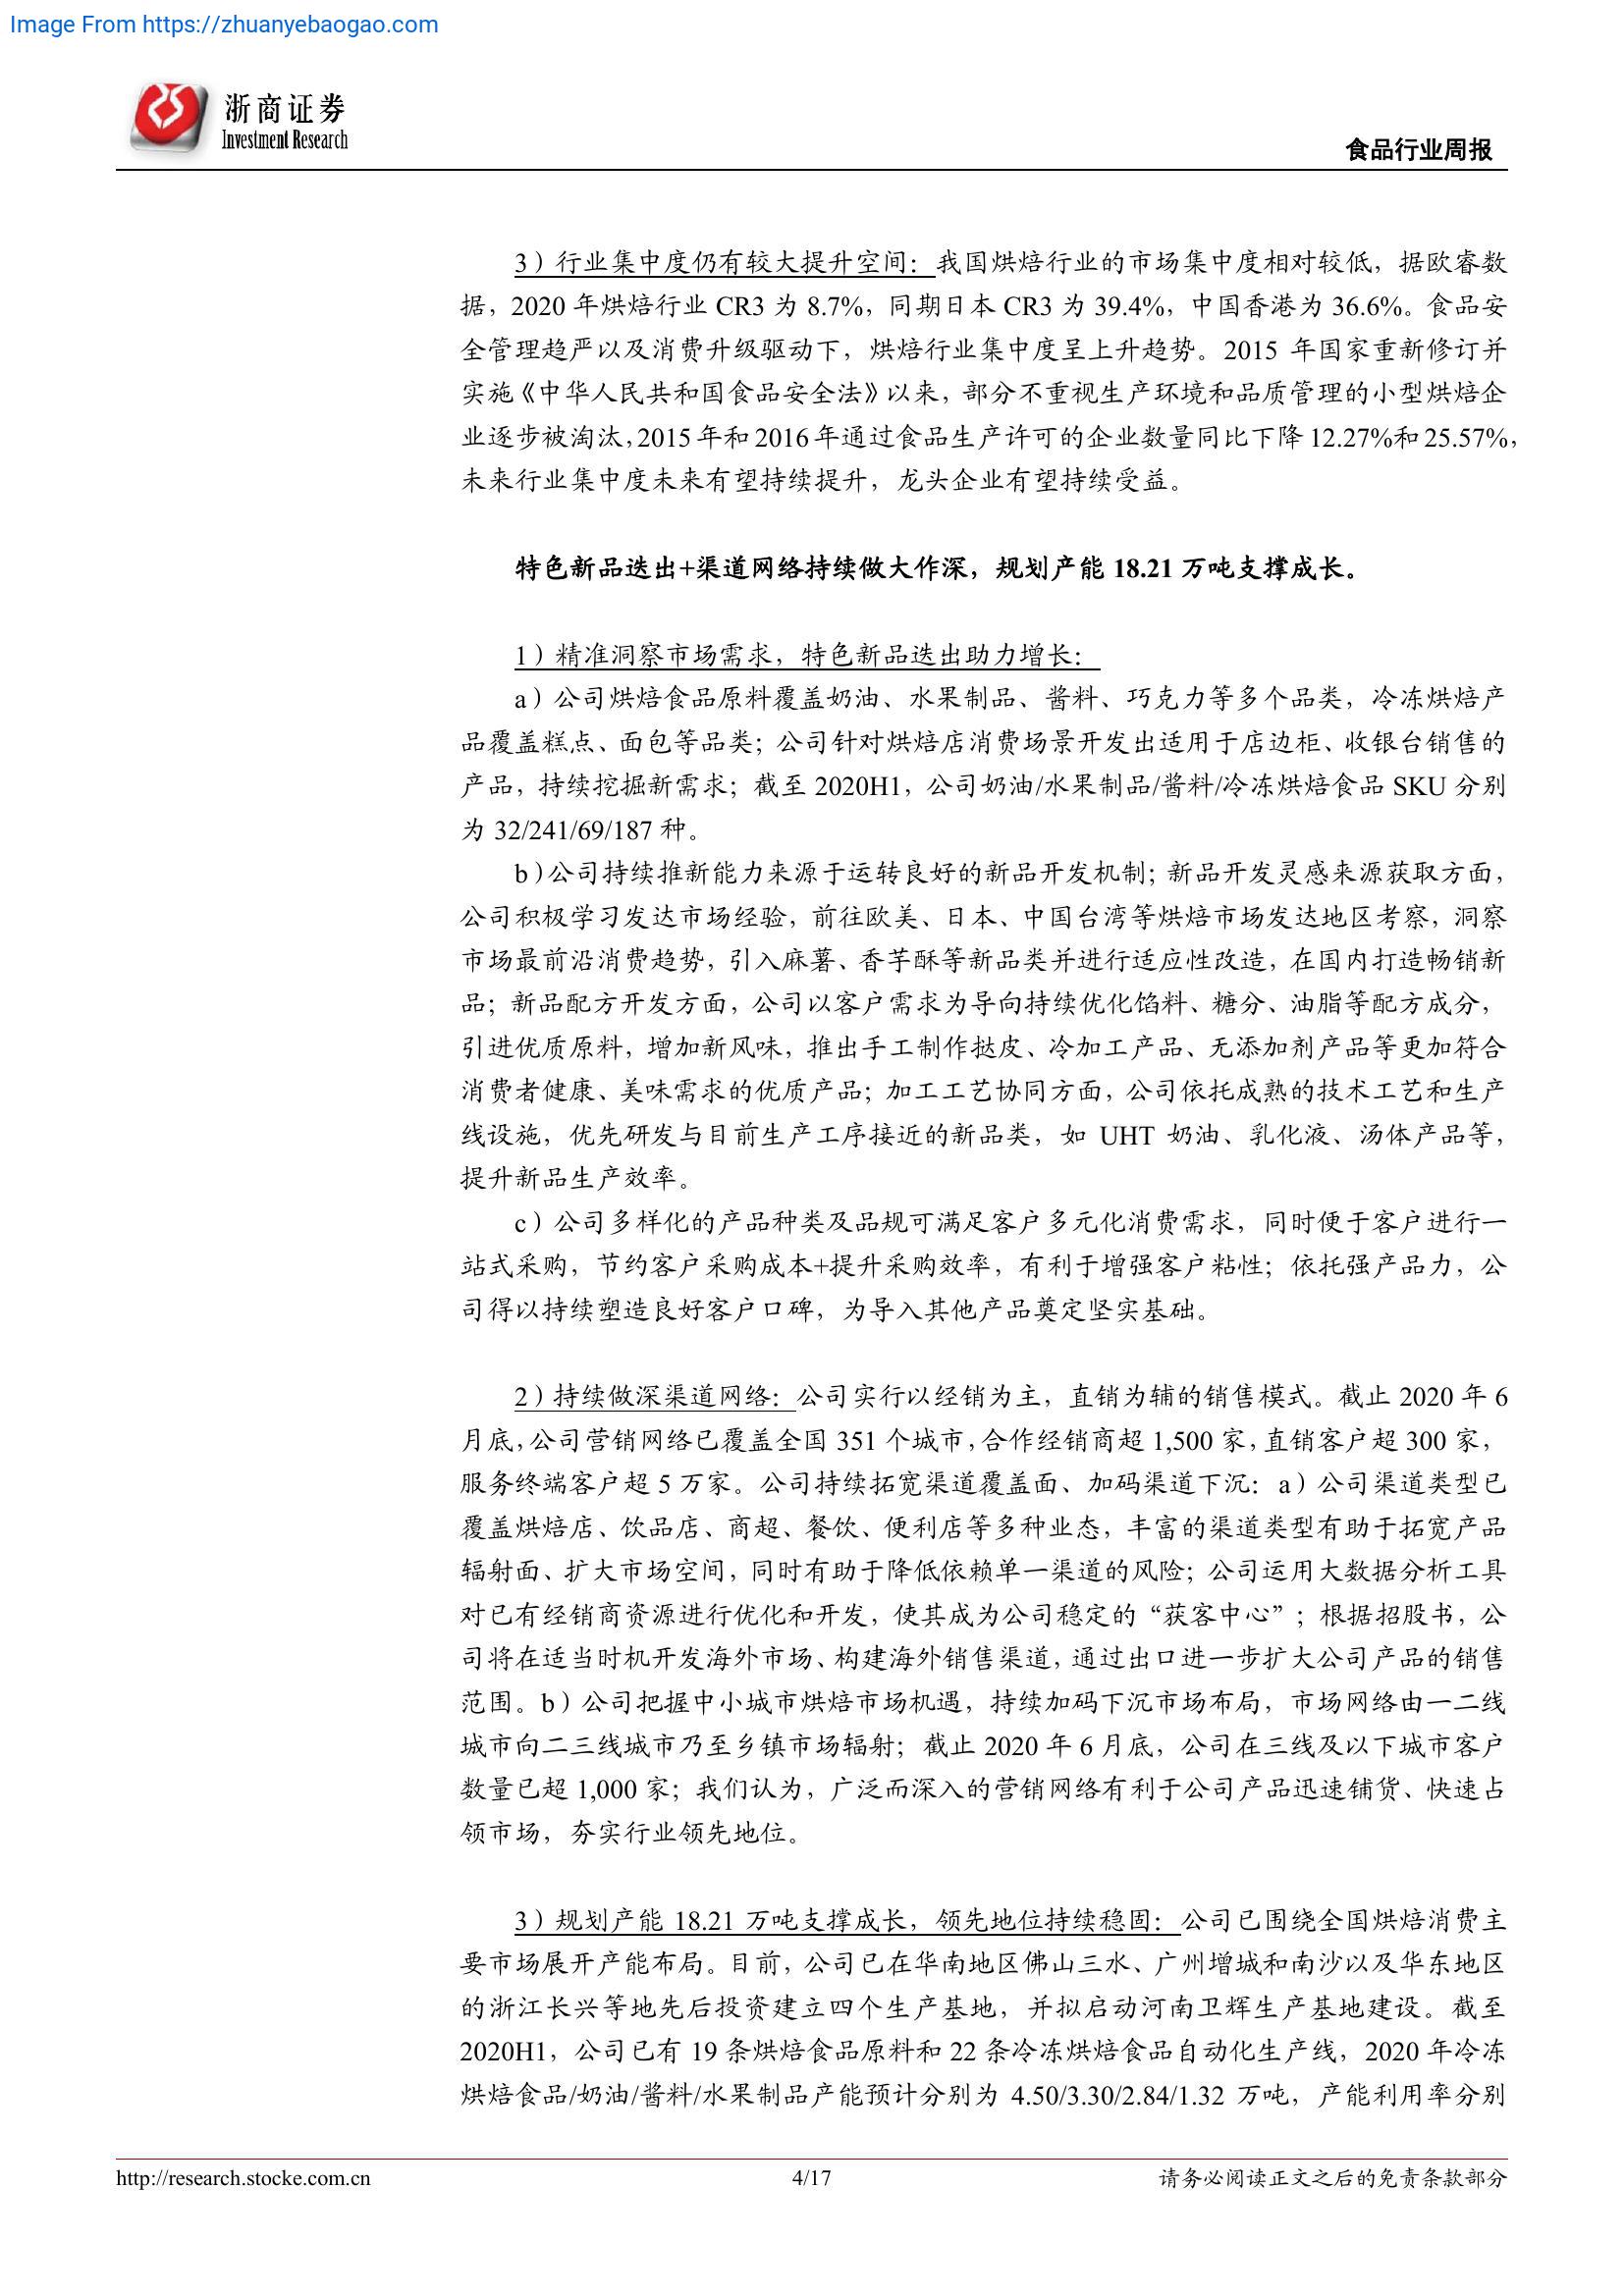 Image From https://zhuanyebaogao.com
浙商证券
Investment Research
食品行业周报
3）行业集中度仍有较大提升空间：我国烘焙行业的市场集中度相对较低，据欧睿数
据，2020 年烘焙行业 CR3 为 8.7%，同期日本 CR3 为 39.4%，中国香港为 36.6%。食品安
全管理趋严以及消费升级驱动下，烘焙行业集中度呈上升趋势。2015 年国家重新修订并
实施《中华人民共和国食品安全法》以来，部分不重视生产环境和品质管理的小型烘焙企
业逐步被淘汰，2015 年和 2016 年通过食品生产许可的企业数量同比下降 12.27%和 25.57%，
未来行业集中度未来有望持续提升，龙头企业有望持续受益。
特色新品迭出+渠道网络持续做大作深，规划产能 18.21 万吨支撑成长。
1）精准洞察市场需求，特色新品迭出助力增长：
a）公司烘焙食品原料覆盖奶油、水果制品、酱料、巧克力等多个品类，冷冻烘焙产
品覆盖糕点、面包等品类；公司针对烘焙店消费场景开发出适用于店边柜、收银台销售的
产品，持续挖掘新需求；截至 2020H1，公司奶油/水果制品/酱料/冷冻烘焙食品 SKU 分别
为 32/241/69/187 种。
b）公司持续推新能力来源于运转良好的新品开发机制；新品开发灵感来源获取方面，
公司积极学习发达市场经验，前往欧美、日本、中国台湾等烘焙市场发达地区考察，洞察
市场最前沿消费趋势，引入麻薯、香芋酥等新品类并进行适应性改造，在国内打造畅销新
品；新品配方开发方面，公司以客户需求为导向持续优化馅料、糖分、油脂等配方成分，
引进优质原料，增加新风味，推出手工制作挞皮、冷加工产品、无添加剂产品等更加符合
消费者健康、美味需求的优质产品；加工工艺协同方面，公司依托成熟的技术工艺和生产
线设施，优先研发与目前生产工序接近的新品类，如 UHT 奶油、乳化液、汤体产品等，
提升新品生产效率。
c）公司多样化的产品种类及品规可满足客户多元化消费需求，同时便于客户进行一
站式采购，节约客户采购成本+提升采购效率，有利于增强客户粘性；依托强产品力，公
司得以持续塑造良好客户口碑，为导入其他产品奠定坚实基础。
2）持续做深渠道网络：公司实行以经销为主，直销为辅的销售模式。截止 2020 年 6
月底，公司营销网络已覆盖全国 351 个城市，合作经销商超 1,500 家，直销客户超 300 家，
服务终端客户超 5 万家。公司持续拓宽渠道覆盖面、加码渠道下沉：a）公司渠道类型已
覆盖烘焙店、饮品店、商超、餐饮、便利店等多种业态，丰富的渠道类型有助于拓宽产品
辐射面、扩大市场空间，同时有助于降低依赖单一渠道的风险；公司运用大数据分析工具
对已有经销商资源进行优化和开发，使其成为公司稳定的“获客中心”；根据招股书，公
司将在适当时机开发海外市场、构建海外销售渠道，通过出口进一步扩大公司产品的销售
范围。b）公司把握中小城市烘焙市场机遇，持续加码下沉市场布局，市场网络由一二线
城市向二三线城市乃至乡镇市场辐射；截止 2020 年 6 月底，公司在三线及以下城市客户
数量已超 1,000 家；我们认为，广泛而深入的营销网络有利于公司产品迅速铺货、快速占
领市场，夯实行业领先地位。
3）规划产能 18.21 万吨支撑成长，领先地位持续稳固：公司已围绕全国烘焙消费主
要市场展开产能布局。目前，公司已在华南地区佛山三水、广州增城和南沙以及华东地区
的浙江长兴等地先后投资建立四个生产基地，并拟启动河南卫辉生产基地建设。截至
2020H1，公司已有 19 条烘焙食品原料和 22 条冷冻烘焙食品自动化生产线，2020 年冷冻
烘焙食品/奶油/酱料/水果制品产能预计分别为 4.50/3.30/2.84/1.32 万吨，产能利用率分别
http://research.stocke.com.cn
4/17
请务必阅读正文之后的免责条款部分